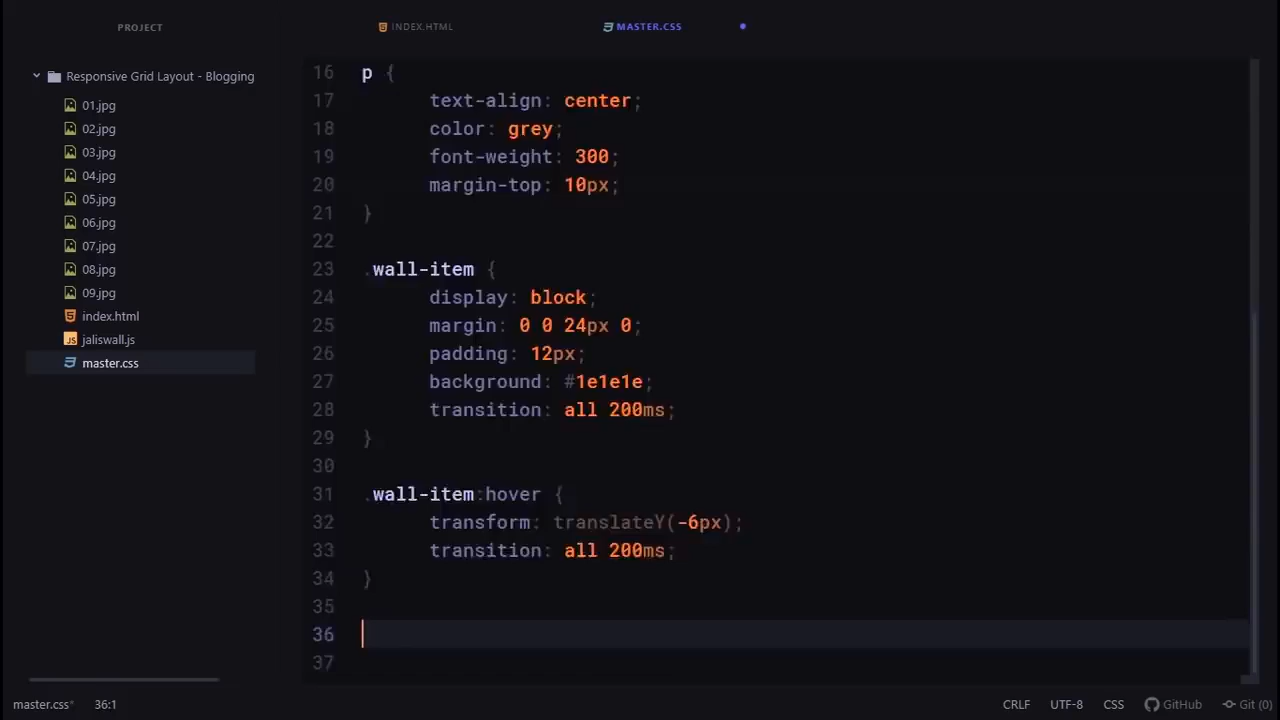 PROJECT
INDEX.HTML
MASTER.CSS
Responsive Grid Layout - Blogging
01.jpg
02.jpg
03.jpg
04.jpg
05.jpg
06.jpg
07.jpg
08.jpg
09.jpg
index.html
JS jaliswall.js
master.css
16 p {
17 text-align: center;
18 color: grey;
19 font-weight: 300;
20 margin-top: 10px;
21 }
22
23 .wall-item {
24 display: block;
25 margin: 0 0 24px 0;
26 padding: 12px;
27 background: #1e1e1e;
28 transition: all 200ms;
29 }
30
31 .wall-item:hover {
32 transform: translateY(-6px);
33 transition: all 200ms;
34 }
35
36
37
master.css* 36:1 CRLF UTF-8 CSS GitHub Git (0)